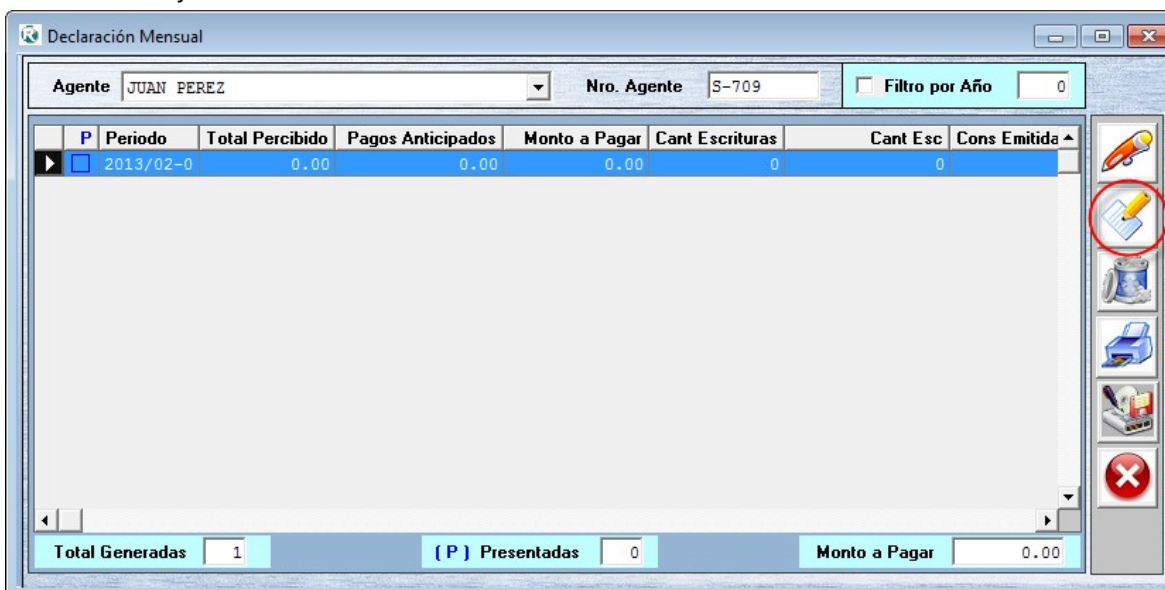 Declaración Mensual
Agente JUAN PEREZ Nro. Agente S-709 Filtro por Año 0
P Periodo Total Percibido Pagos Anticipados Monto a Pagar Cant Escrituras Cant Esc Cons Emitida
2013/02-0 0.00 0.00 0.00 0 0
Total Generadas 1 ( P ) Presentadas 0 Monto a Pagar 0.00